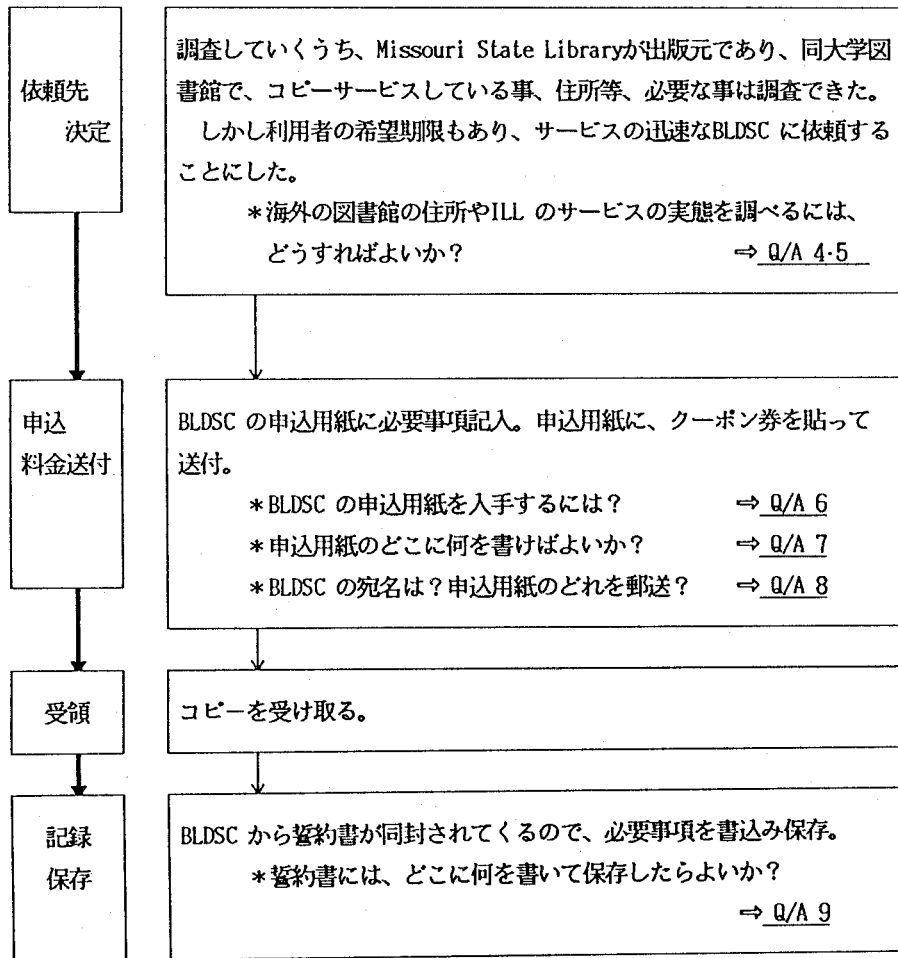 依頼先
決定
調査していくうち、Missouri State Libraryが出版元であり、同大学図
書館で、コピーサービスしている事、住所等、必要な事は調査できた。
しかし利用者の希望期限もあり、サービスの迅速なBLDSC に依頼する
ことにした。
＊海外の図書館の住所やILL のサービスの実態を調べるには、
どうすればよいか？ ⇨ Q/A 4·5
申込
料金送付
BLDSC の申込用紙に必要事項記入。申込用紙に、クーポン券を貼って
送付。
＊BLDSC の申込用紙を入手するには？ ⇨ Q/A 6
＊申込用紙のどこに何を書けばよいか？ ⇨ Q/A 7
＊BLDSC の宛名は？申込用紙のどれを郵送？ ⇨ Q/A 8
受領
コピーを受け取る。
記録
保存
BLDSC から誓約書が同封されてくるので、必要事項を書込み保存。
＊誓約書には、どこに何を書いて保存したらよいか？
⇨ Q/A 9